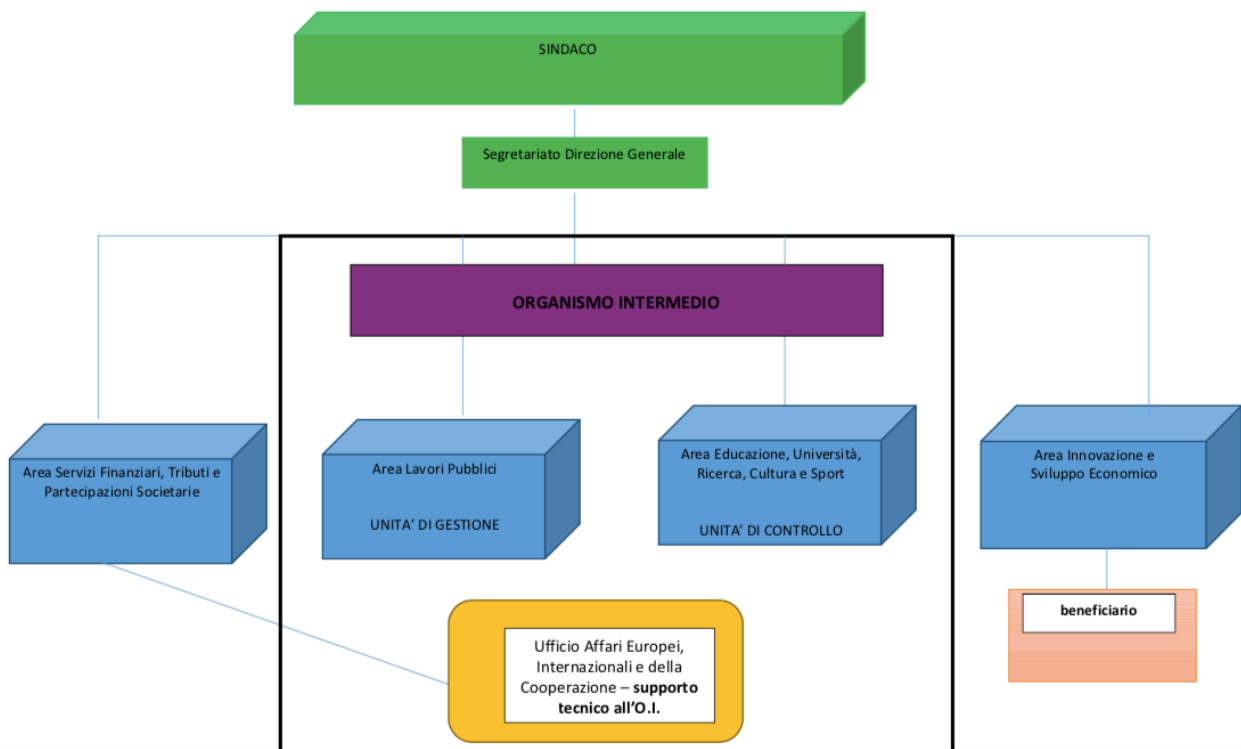 SINDACO
Segretariato Direzione Generale
ORGANISMO INTERMEDIO
Area Servizi Finanziari, Tributi e
Partecipazioni Societarie
Area Lavori Pubblici
UNITA’ DI GESTIONE
Area Educazione, Università,
Ricerca, Cultura e Sport
UNITA’ DI CONTROLLO
Area Innovazione e
Sviluppo Economico
beneficiario
Ufficio Affari Europei,
Internazionali e della
Cooperazione – supporto
tecnico all’O.I.